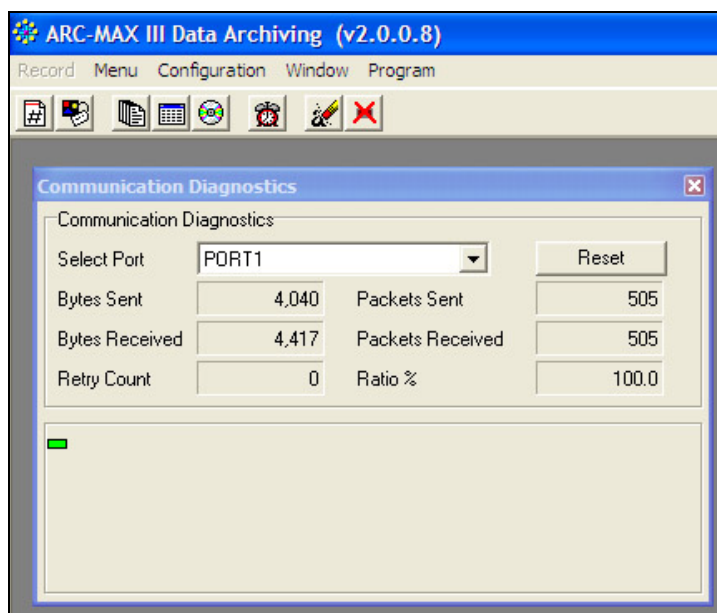 ARC-MAX III Data Archiving (v2.0.0.8)
Record Menu Configuration Window Program
#
Communication Diagnostics
Communication Diagnostics
Select Port PORT1 Reset
Bytes Sent 4,040 Packets Sent 505
Bytes Received 4,417 Packets Received 505
Retry Count 0 Ratio % 100.0